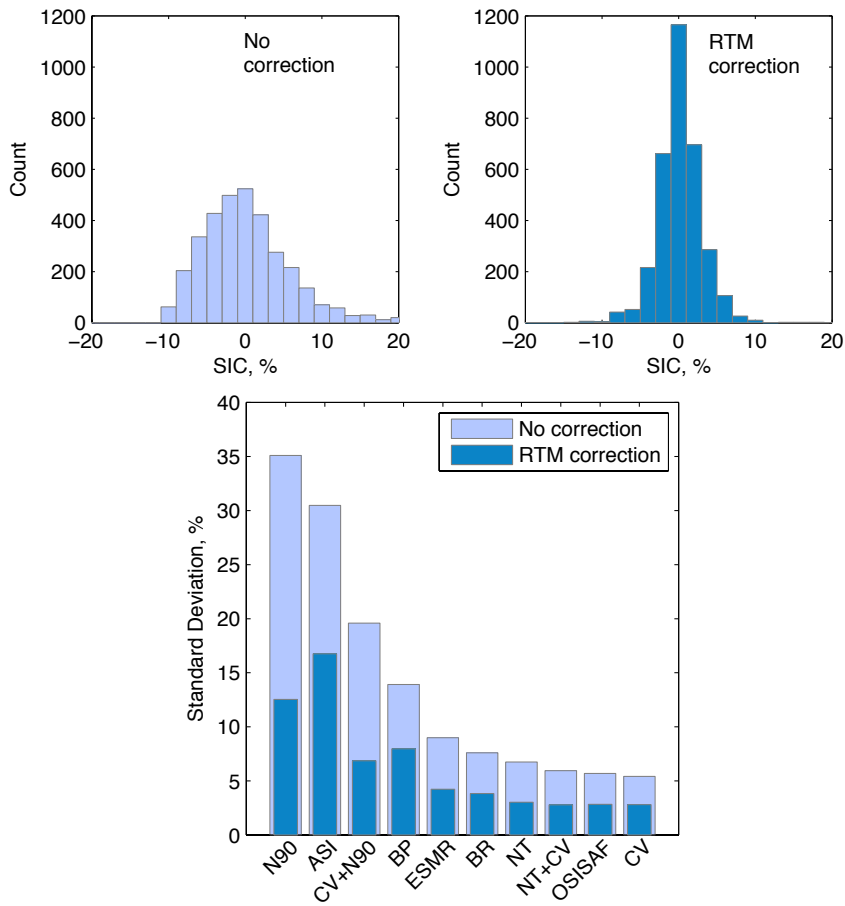 No
correction
Count
1200
1000
800
600
400
200
0
−20
−10
0
10
20
SIC, %
RTM
correction
Count
1200
1000
800
600
400
200
0
−20
−10
0
10
20
SIC, %
No correction
RTM correction
Standard Deviation, %
40
35
30
25
20
15
10
5
0
N90
ASI
CV+N90
BP
ESMR
BR
NT
NT+CV
OSISAF
CV